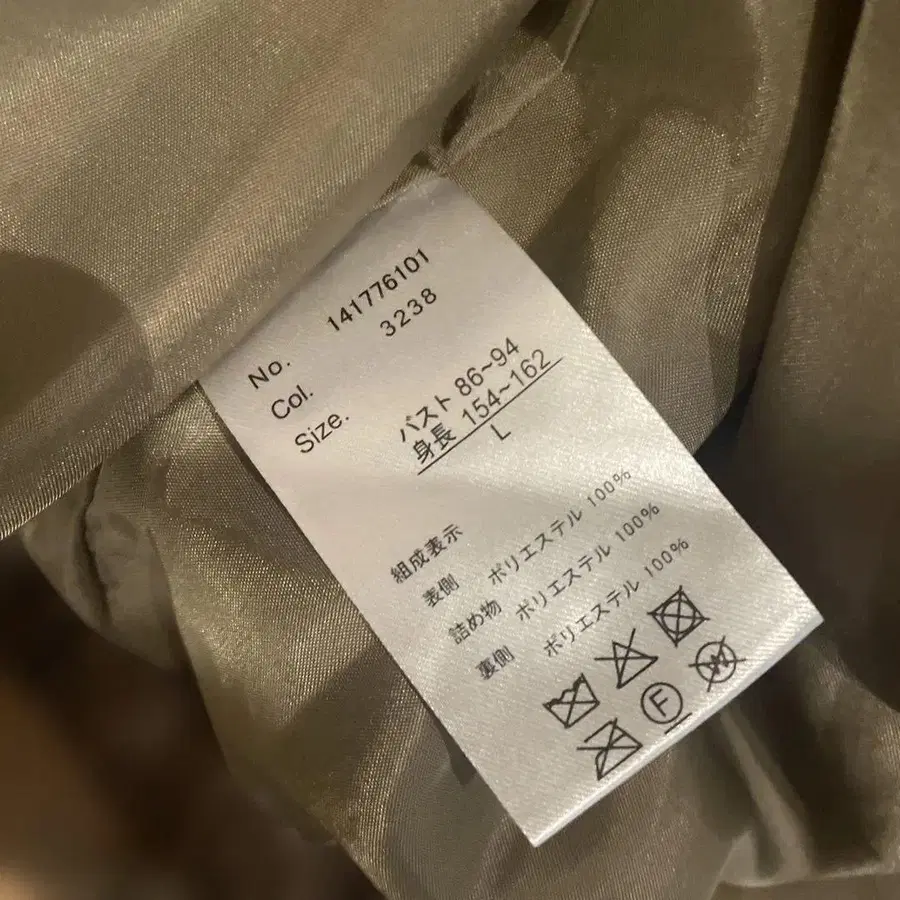 No. 141776101
Col. 3238
Size. バスト 86~94
身長 154~162
L
組成表示
表側 ポリエステル 100%
詰め物 ポリエステル 100%
裏側 ポリエステル 100%
F W